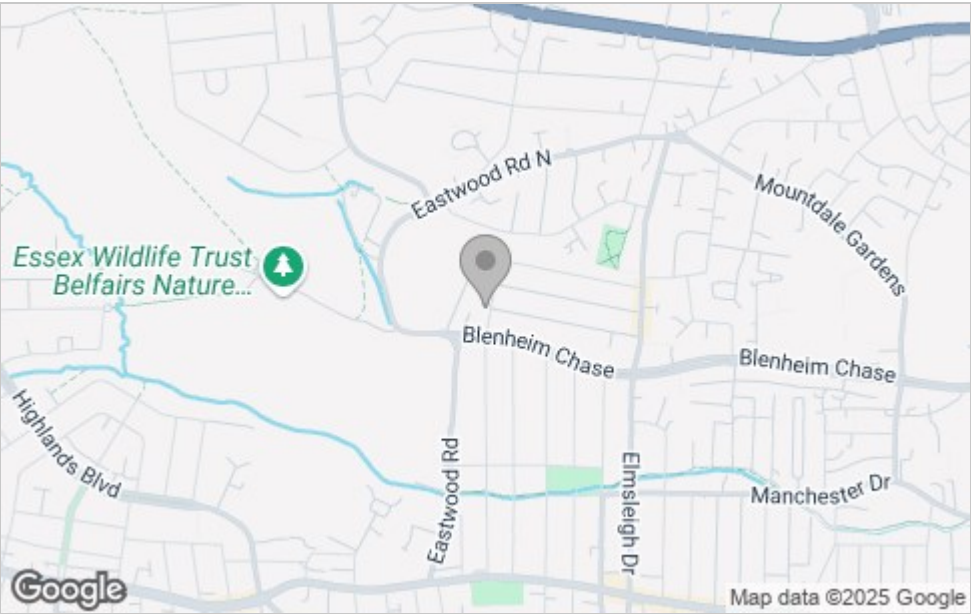 Eastwood Rd N
Mountdale Gardens
Essex Wildlife Trust
Belfairs Nature...
Blenheim Chase
Blenheim Chase
Highlands Blvd
Eastwood Rd
Elmsleigh Dr
Manchester Dr
Google
Map data ©2025 Google